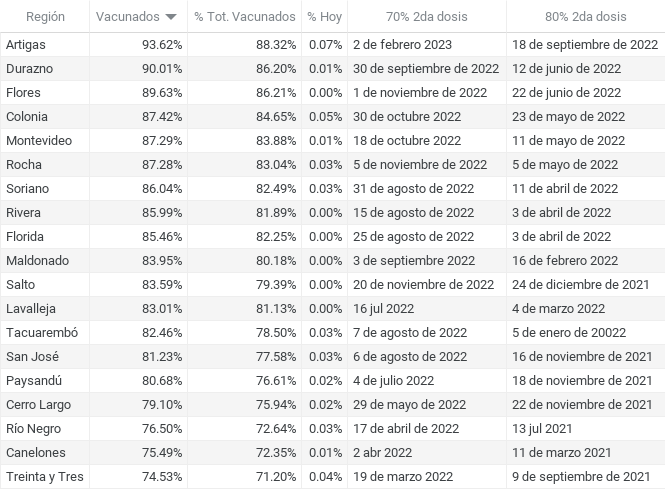 Región Vacunados % Tot. Vacunados % Hoy 70% 2da dosis 80% 2da dosis
Artigas 93.62% 88.32% 0.07% 2 de febrero 2023 18 de septiembre de 2022
Durazno 90.01% 86.20% 0.01% 30 de septiembre de 2022 12 de junio de 2022
Flores 89.63% 86.21% 0.00% 1 de noviembre de 2022 22 de junio de 2022
Colonia 87.42% 84.65% 0.05% 30 de octubre 2022 23 de mayo de 2022
Montevideo 87.29% 83.88% 0.01% 18 de octubre 2022 11 de mayo de 2022
Rocha 87.28% 83.04% 0.03% 5 de noviembre de 2022 5 de mayo de 2022
Soriano 86.04% 82.49% 0.03% 31 de agosto de 2022 11 de abril de 2022
Rivera 85.99% 81.89% 0.00% 15 de agosto de 2022 3 de abril de 2022
Florida 85.46% 82.25% 0.00% 25 de agosto de 2022 3 de abril de 2022
Maldonado 83.95% 80.18% 0.00% 3 de septiembre 2022 16 de febrero 2022
Salto 83.59% 79.39% 0.00% 20 de noviembre de 2022 24 de diciembre de 2021
Lavalleja 83.01% 81.13% 0.00% 16 jul 2022 4 de marzo 2022
Tacuarembó 82.46% 78.50% 0.03% 7 de agosto de 2022 5 de enero de 20022
San José 81.23% 77.58% 0.03% 6 de agosto de 2022 16 de noviembre de 2021
Paysandú 80.68% 76.61% 0.02% 4 de julio 2022 18 de noviembre de 2021
Cerro Largo 79.10% 75.94% 0.02% 29 de mayo de 2022 22 de noviembre de 2021
Río Negro 76.50% 72.64% 0.03% 17 de abril de 2022 13 jul 2021
Canelones 75.49% 72.35% 0.01% 2 abr 2022 11 de marzo 2021
Treinta y Tres 74.53% 71.20% 0.04% 19 de marzo 2022 9 de septiembre de 2021